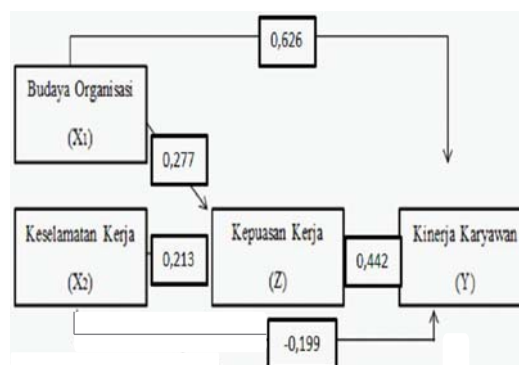 0,626
Budaya Organisasi
(X1)
0,277
Keselamatan Kerja
(X2)
0,213
Kepuasan Kerja
(Z)
0,442
Kinerja Karyawan
(Y)
-0,199